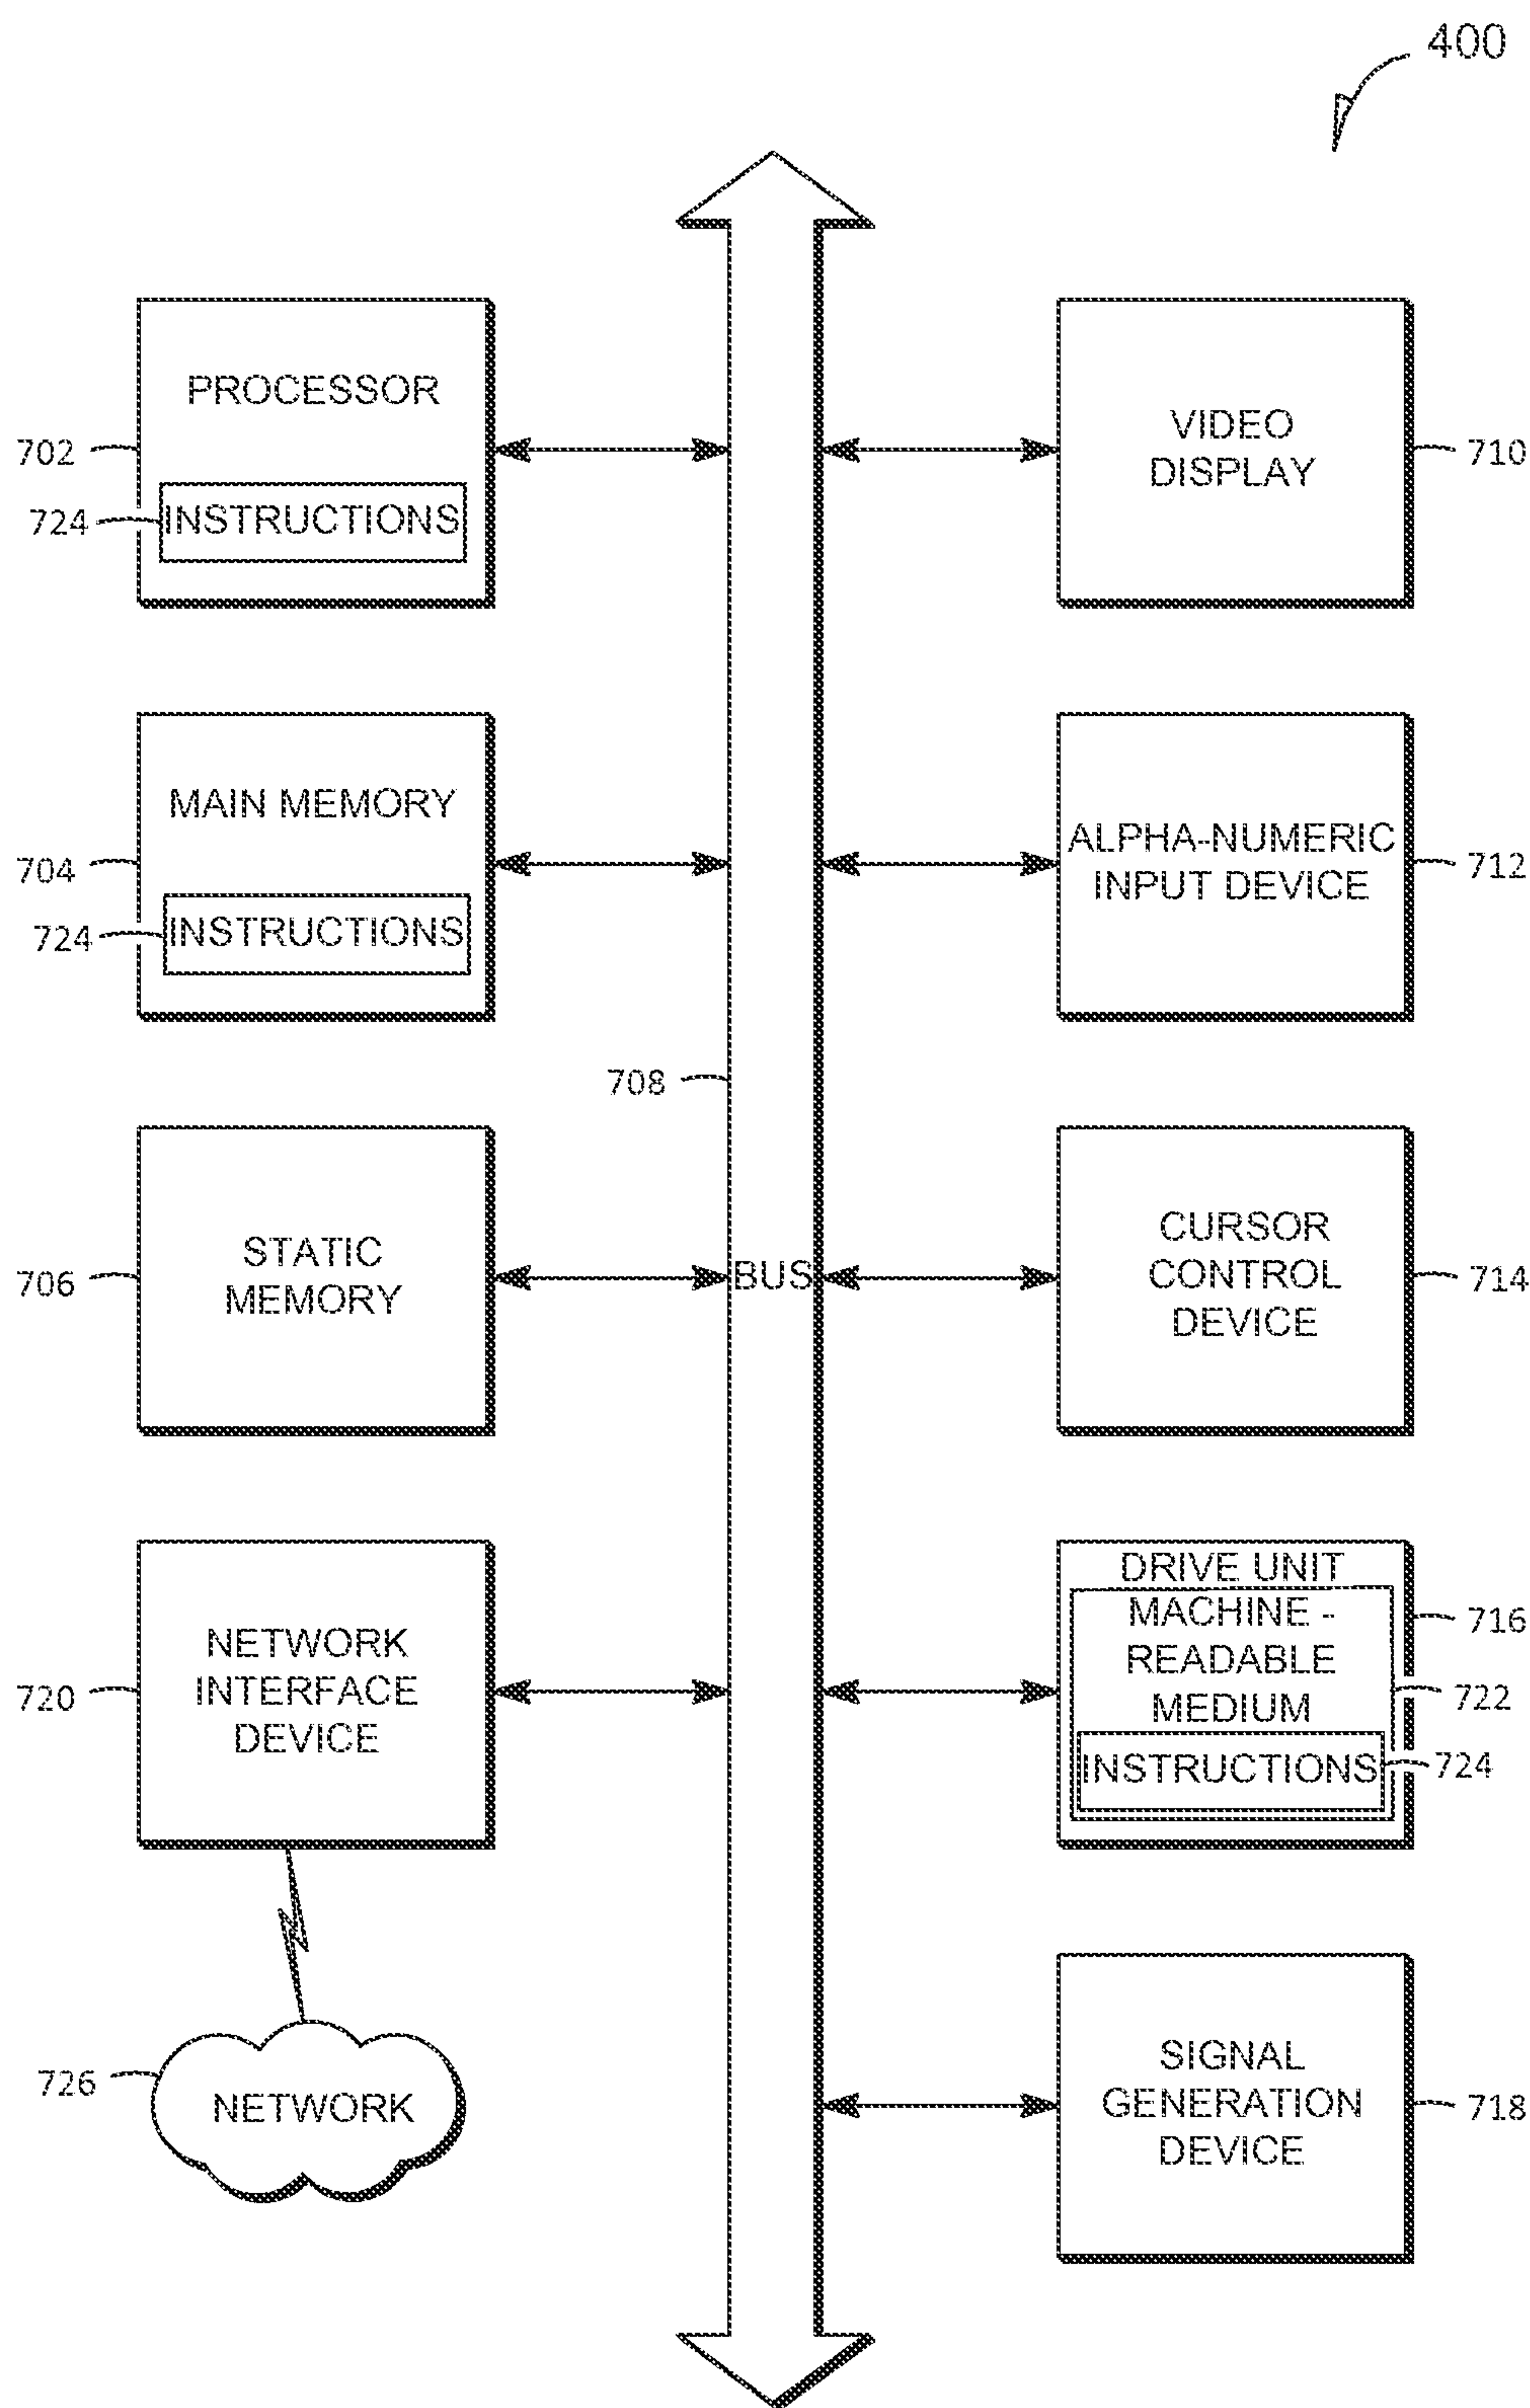 400
PROCESSOR
702
724
INSTRUCTIONS
VIDEO
DISPLAY
710
MAIN MEMORY
704
724
INSTRUCTIONS
ALPHA-NUMERIC
INPUT DEVICE
712
708
STATIC
MEMORY
706
BUS
CURSOR
CONTROL
DEVICE
714
NETWORK
INTERFACE
DEVICE
720
DRIVE UNIT
MACHINE -
READABLE
MEDIUM
INSTRUCTIONS
716
722
724
726
NETWORK
SIGNAL
GENERATION
DEVICE
718